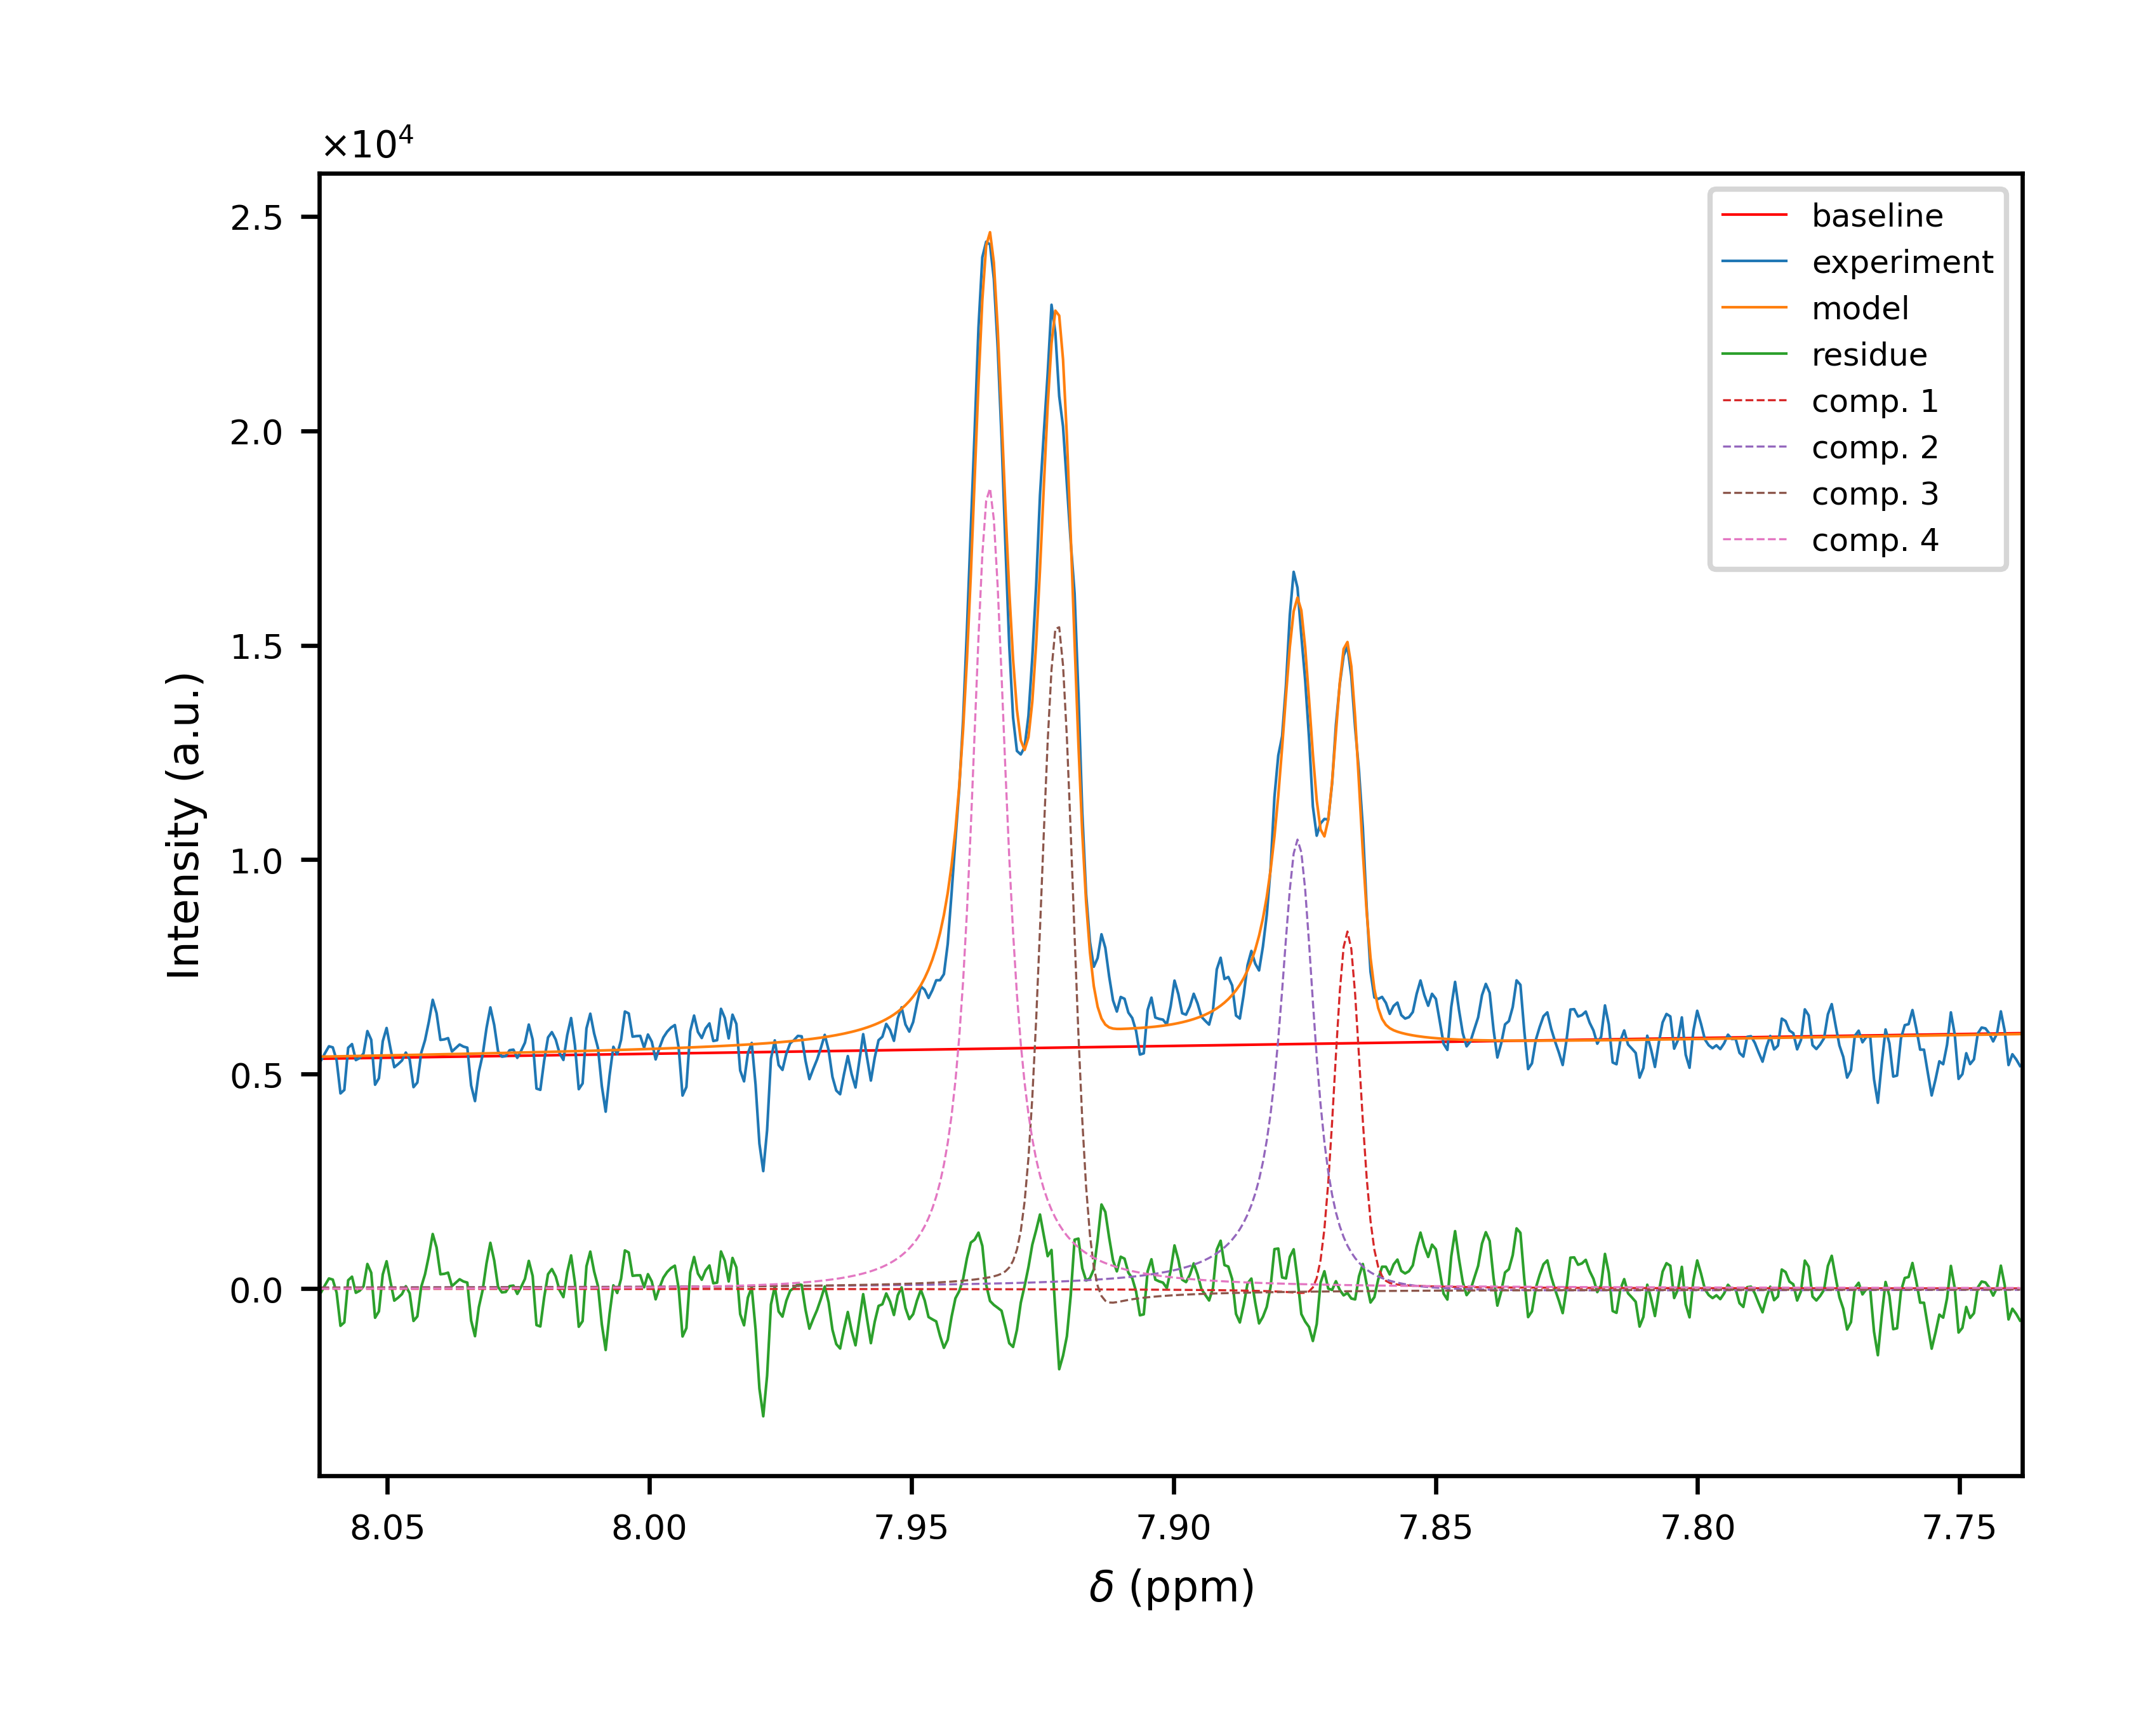 ×10⁴
2.5
2.0
1.5
1.0
0.5
0.0
Intensity (a.u.)
baseline
experiment
model
residue
comp. 1
comp. 2
comp. 3
comp. 4
8.05 8.00 7.95 7.90 7.85 7.80 7.75
δ (ppm)